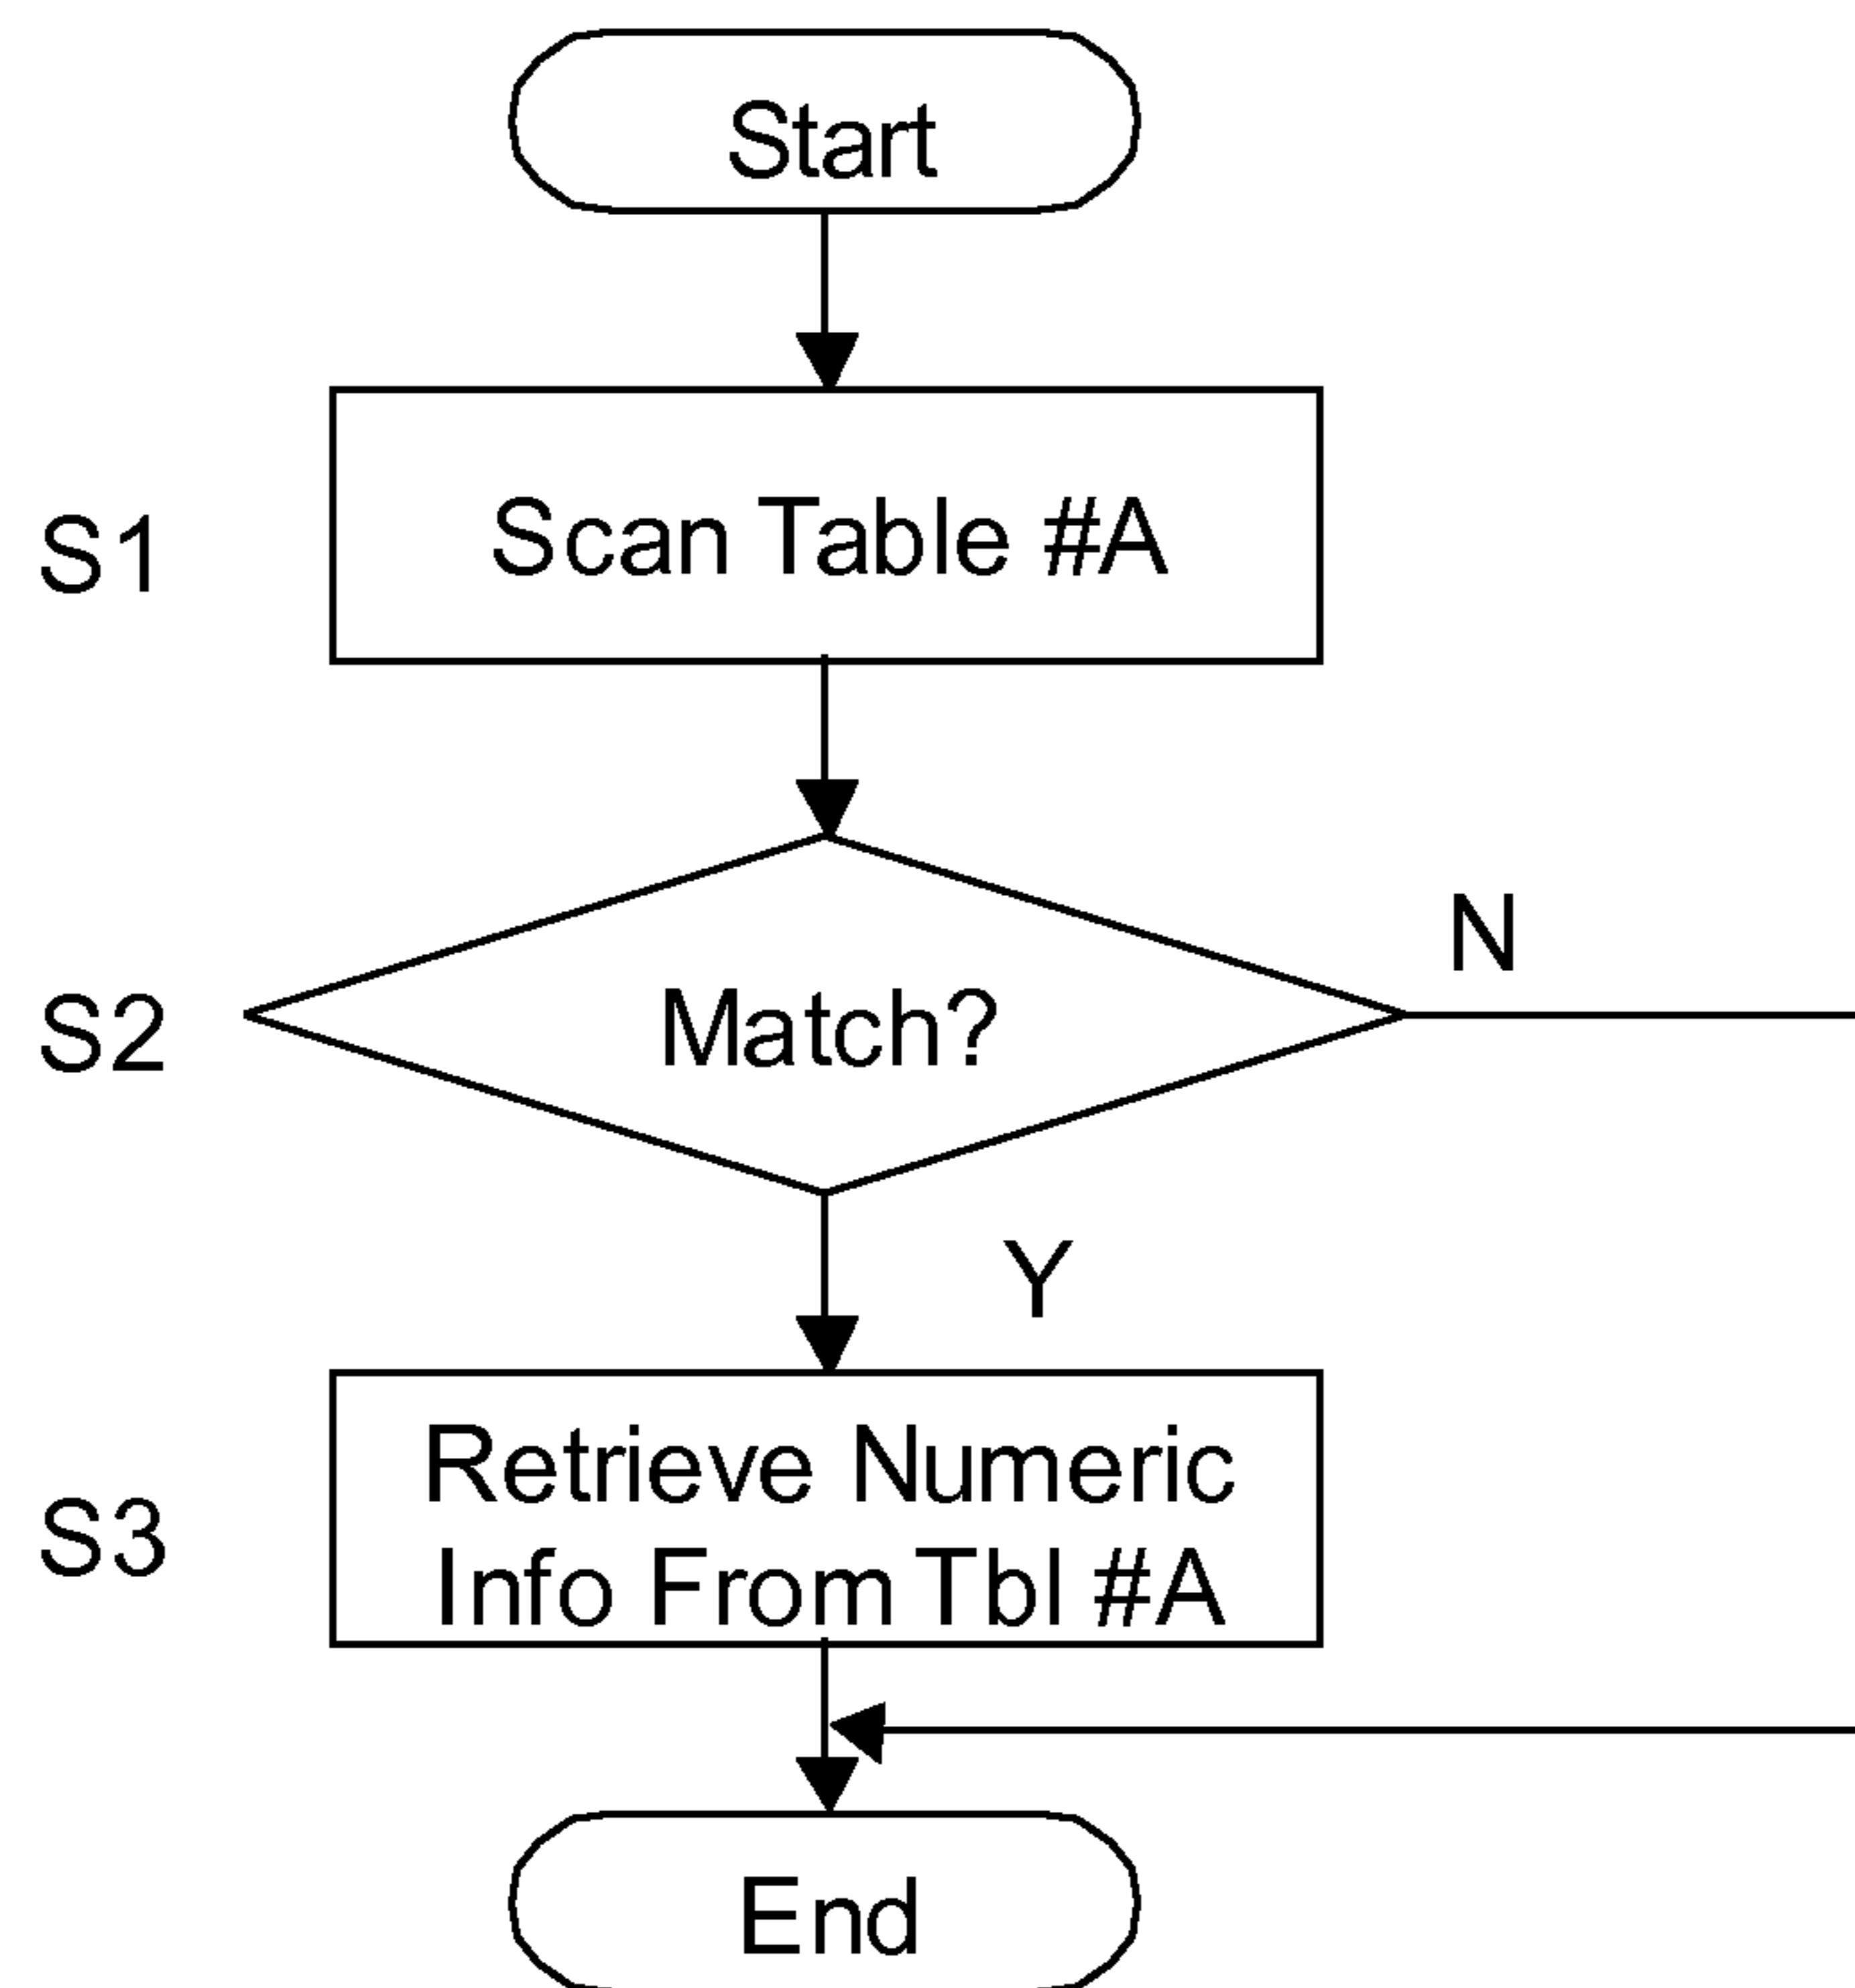 Start
S1
Scan Table #A
N
S2
Match?
Y
S3
Retrieve Numeric
Info From Tbl #A
End